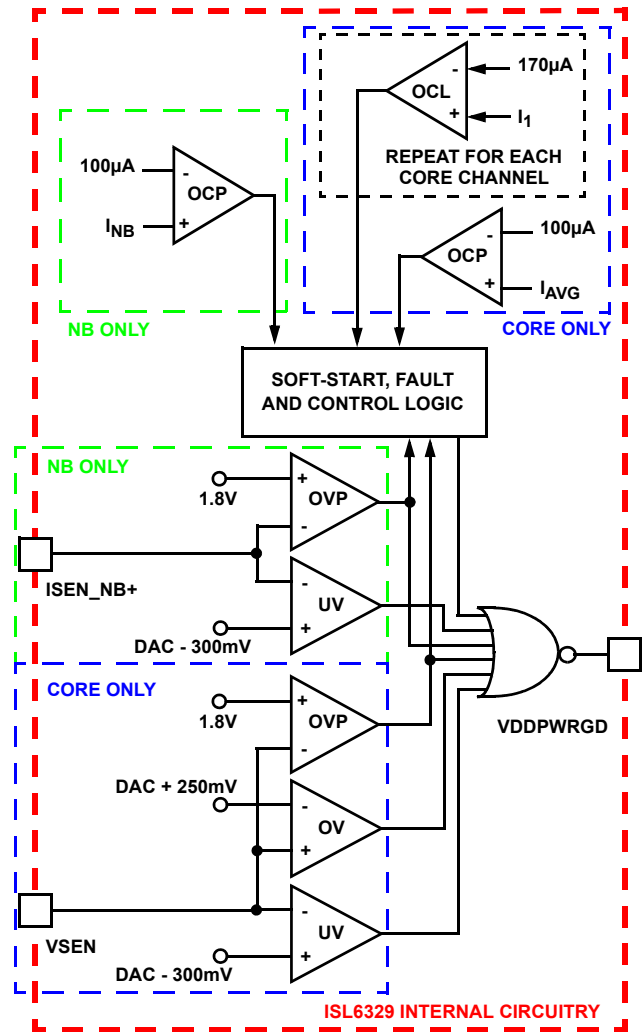 170µA
-
OCL
+
I1
REPEAT FOR EACH
CORE CHANNEL
100µA
-
OCP
INB
+
NB ONLY
100µA
-
OCP
+
IAVG
CORE ONLY
SOFT-START, FAULT
AND CONTROL LOGIC
NB ONLY
+
1.8V
OVP
-
ISEN_NB+
-
UV
+
DAC - 300mV
CORE ONLY
+
1.8V
OVP
-
VDDPWRGD
DAC + 250mV
-
OV
+
-
UV
VSEN
+
DAC - 300mV
ISL6329 INTERNAL CIRCUITRY